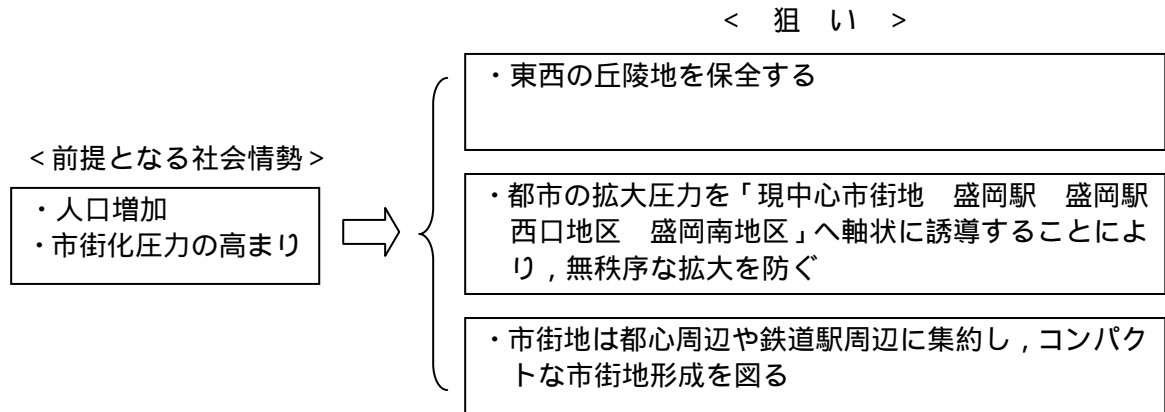 < 狙 い >
・東西の丘陵地を保全する
<前提となる社会情勢>
・人口増加
・市街化圧力の高まり
・都市の拡大圧力を「現中心市街地 盛岡駅 盛岡駅
西口地区 盛岡南地区」へ軸状に誘導することによ
り,無秩序な拡大を防ぐ
・市街地は都心周辺や鉄道駅周辺に集約し,コンパク
トな市街地形成を図る